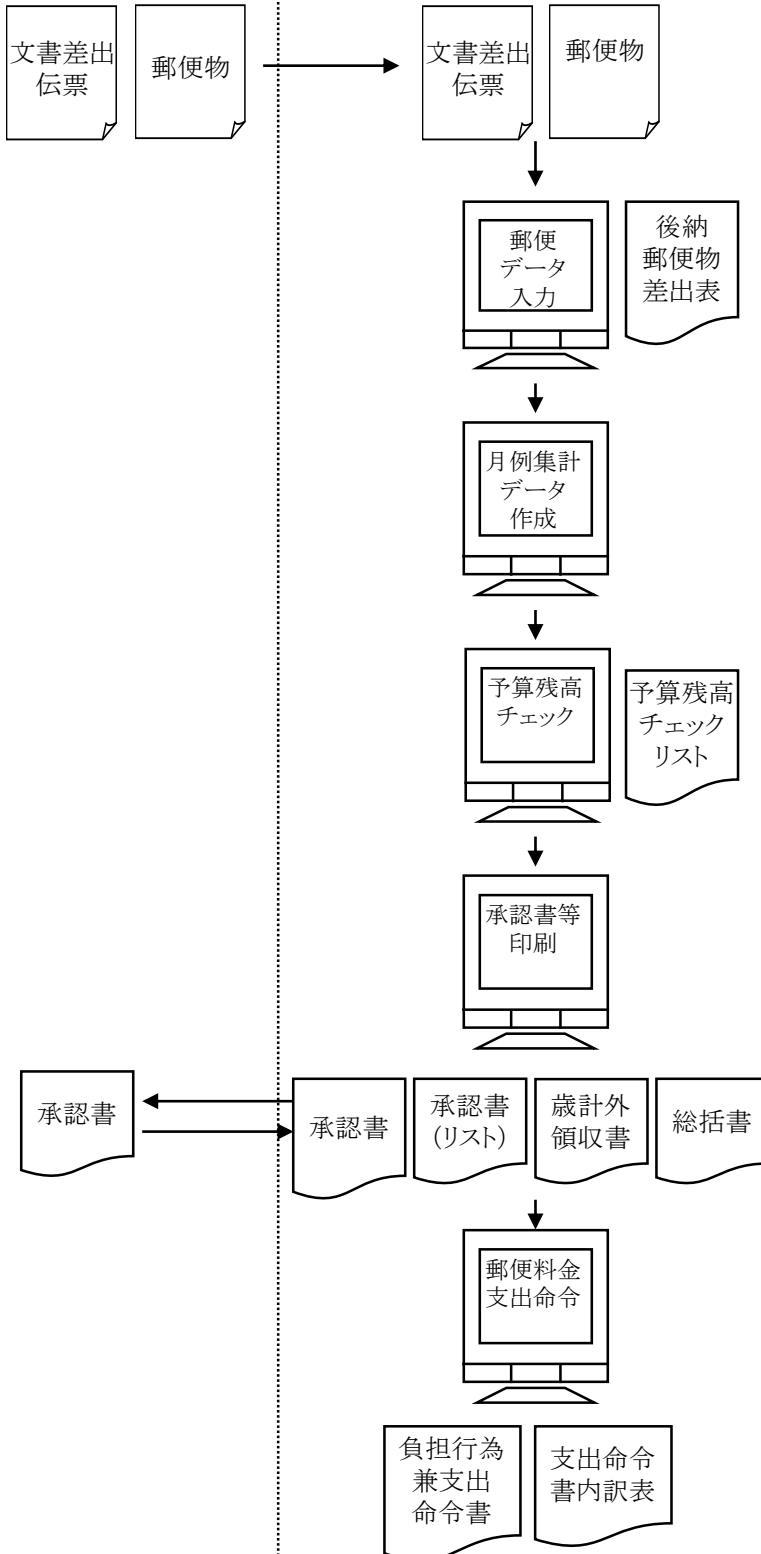 文書差出
伝票
郵便物
文書差出
伝票
郵便物
郵便
データ
入力
後納
郵便物
差出表
月例集計
データ
作成
予算残高
チェック
予算残高
チェック
リスト
承認書等
印刷
承認書
承認書
承認書
(リスト)
歳計外
領収書
総括書
郵便料金
支出命令
負担行為
兼支出
命令書
支出命令
書内訳表